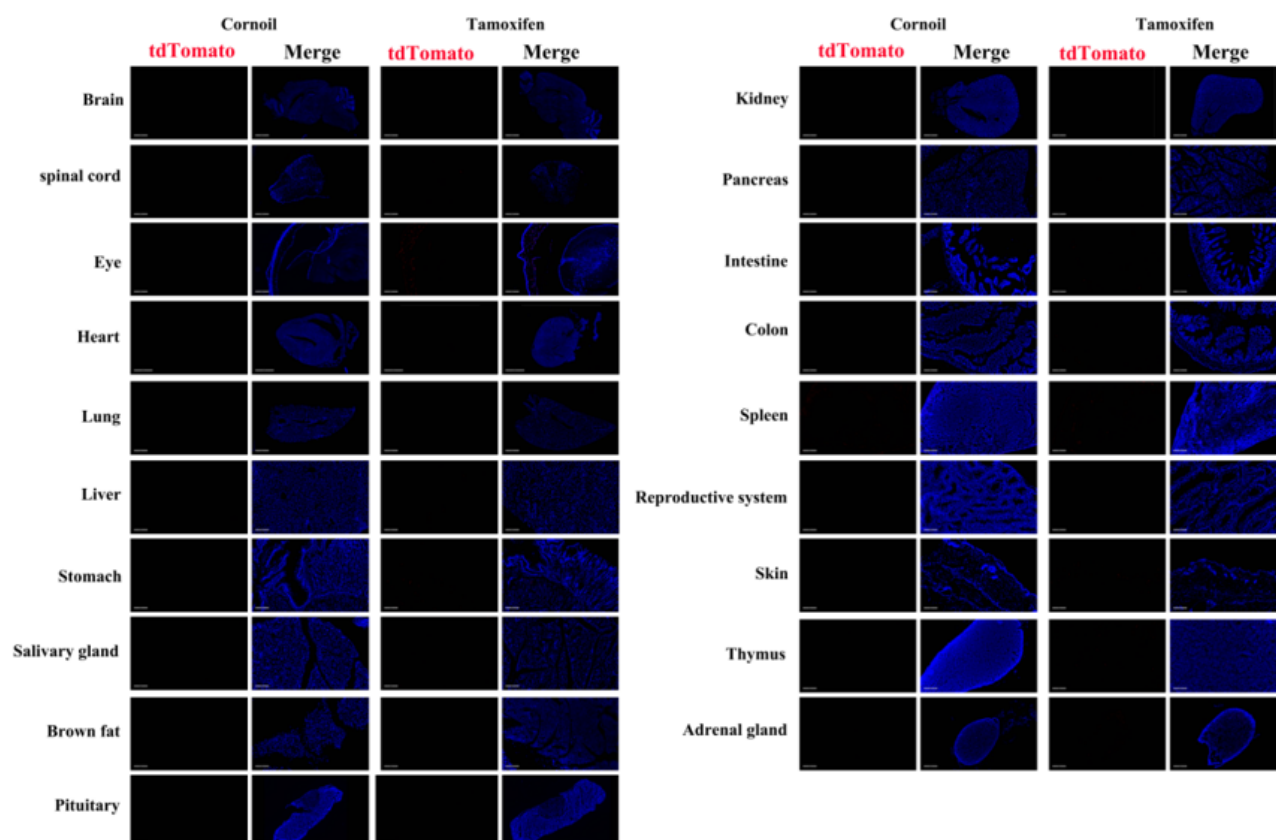 Cornoil Tamoxifen Cornoil Tamoxifen
tdTomato Merge tdTomato Merge tdTomato Merge tdTomato Merge
Brain
spinal cord
Eye
Heart
Lung
Liver
Stomach
Salivary gland
Brown fat
Pituitary
Kidney
Pancreas
Intestine
Colon
Spleen
Reproductive system
Skin
Thymus
Adrenal gland